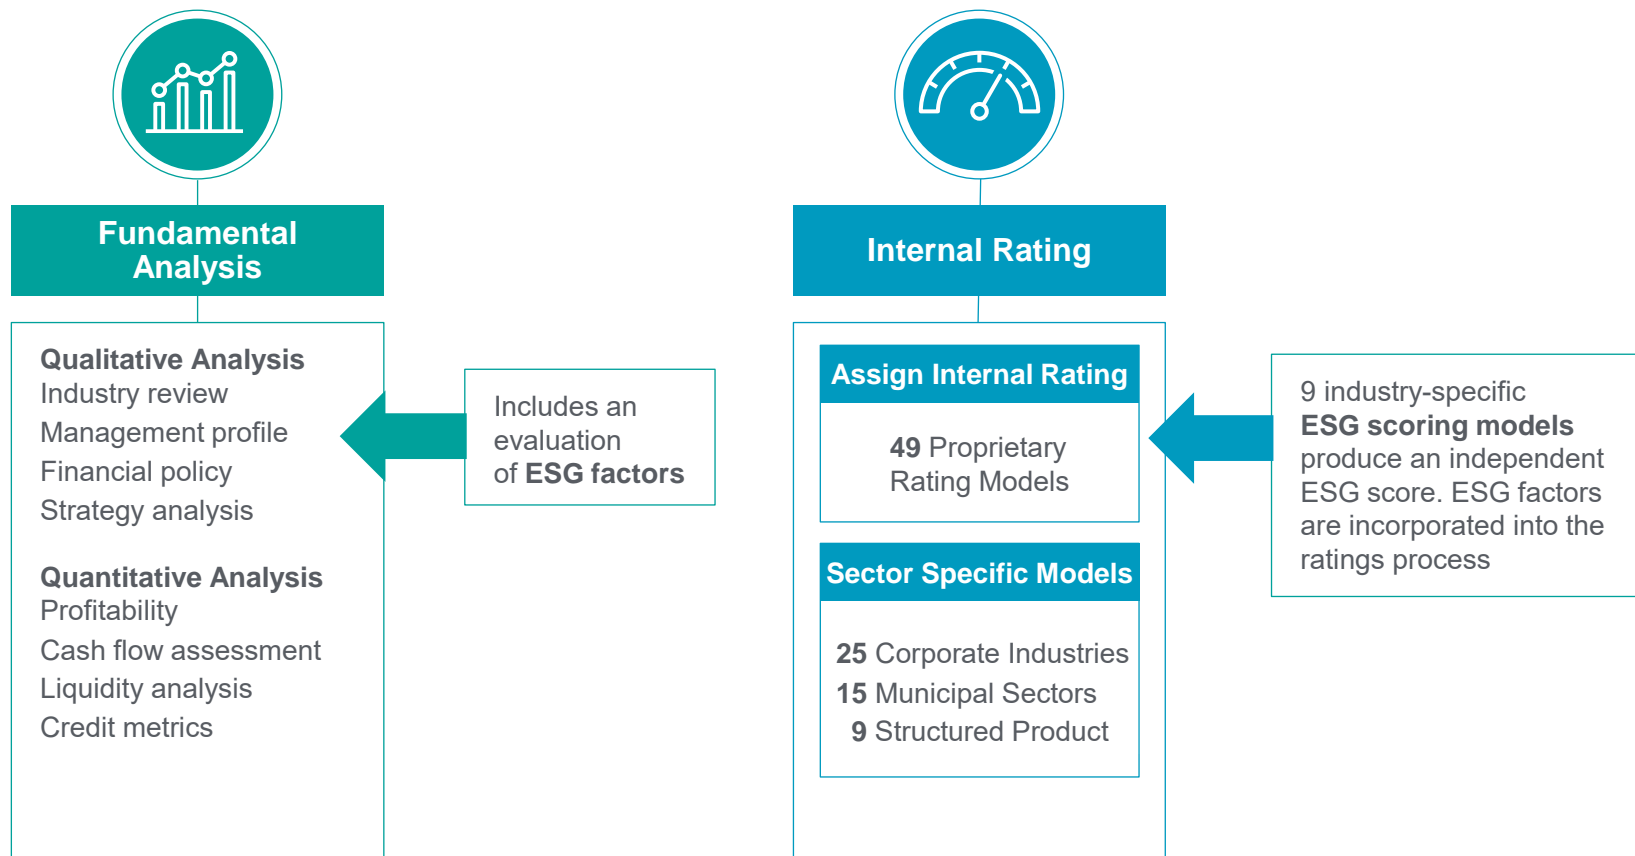 Fundamental
Analysis
Qualitative Analysis
Industry review
Management profile
Financial policy
Strategy analysis
Quantitative Analysis
Profitability
Cash flow assessment
Liquidity analysis
Credit metrics
Includes an
evaluation
of ESG factors
Internal Rating
Assign Internal Rating
49 Proprietary
Rating Models
Sector Specific Models
25 Corporate Industries
15 Municipal Sectors
9 Structured Product
9 industry-specific
ESG scoring models
produce an independent
ESG score. ESG factors
are incorporated into the
ratings process